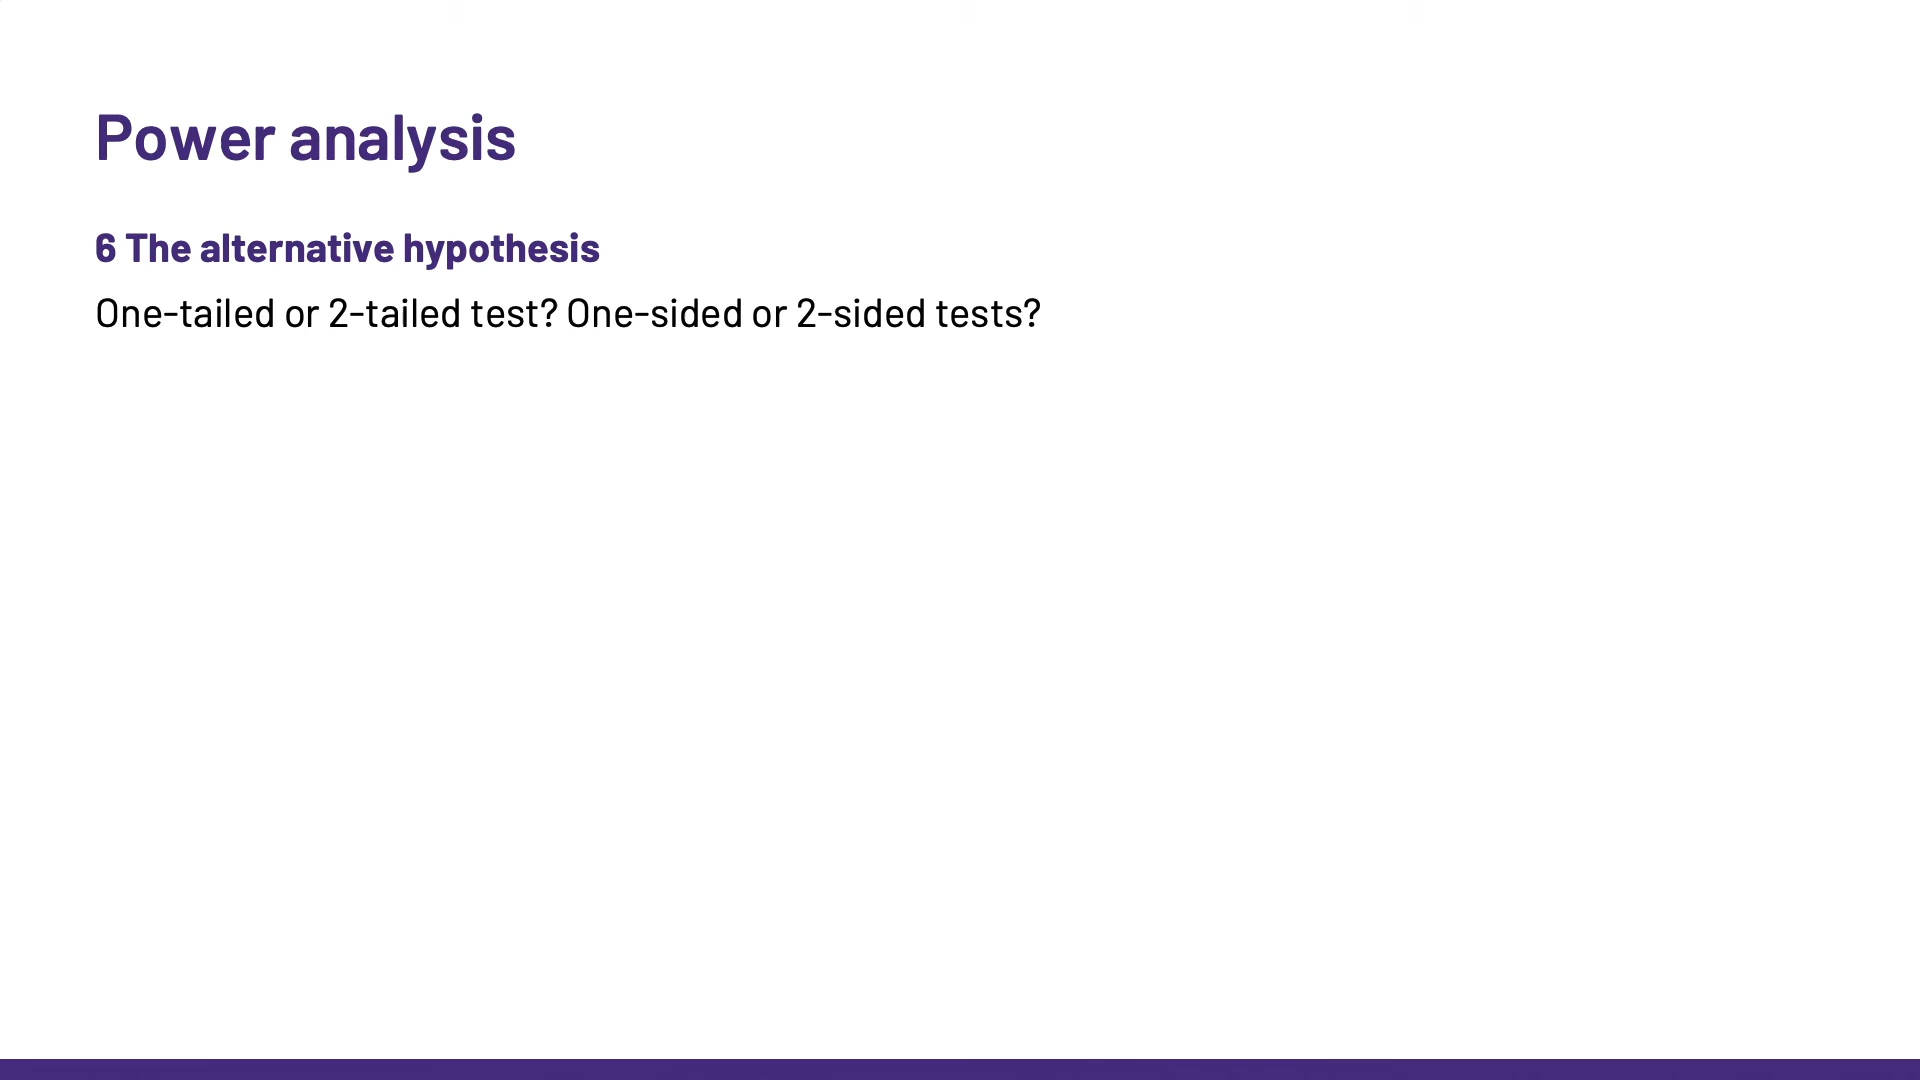 Power analysis
6 The alternative hypothesis
One-tailed or 2-tailed test? One-sided or 2-sided tests?